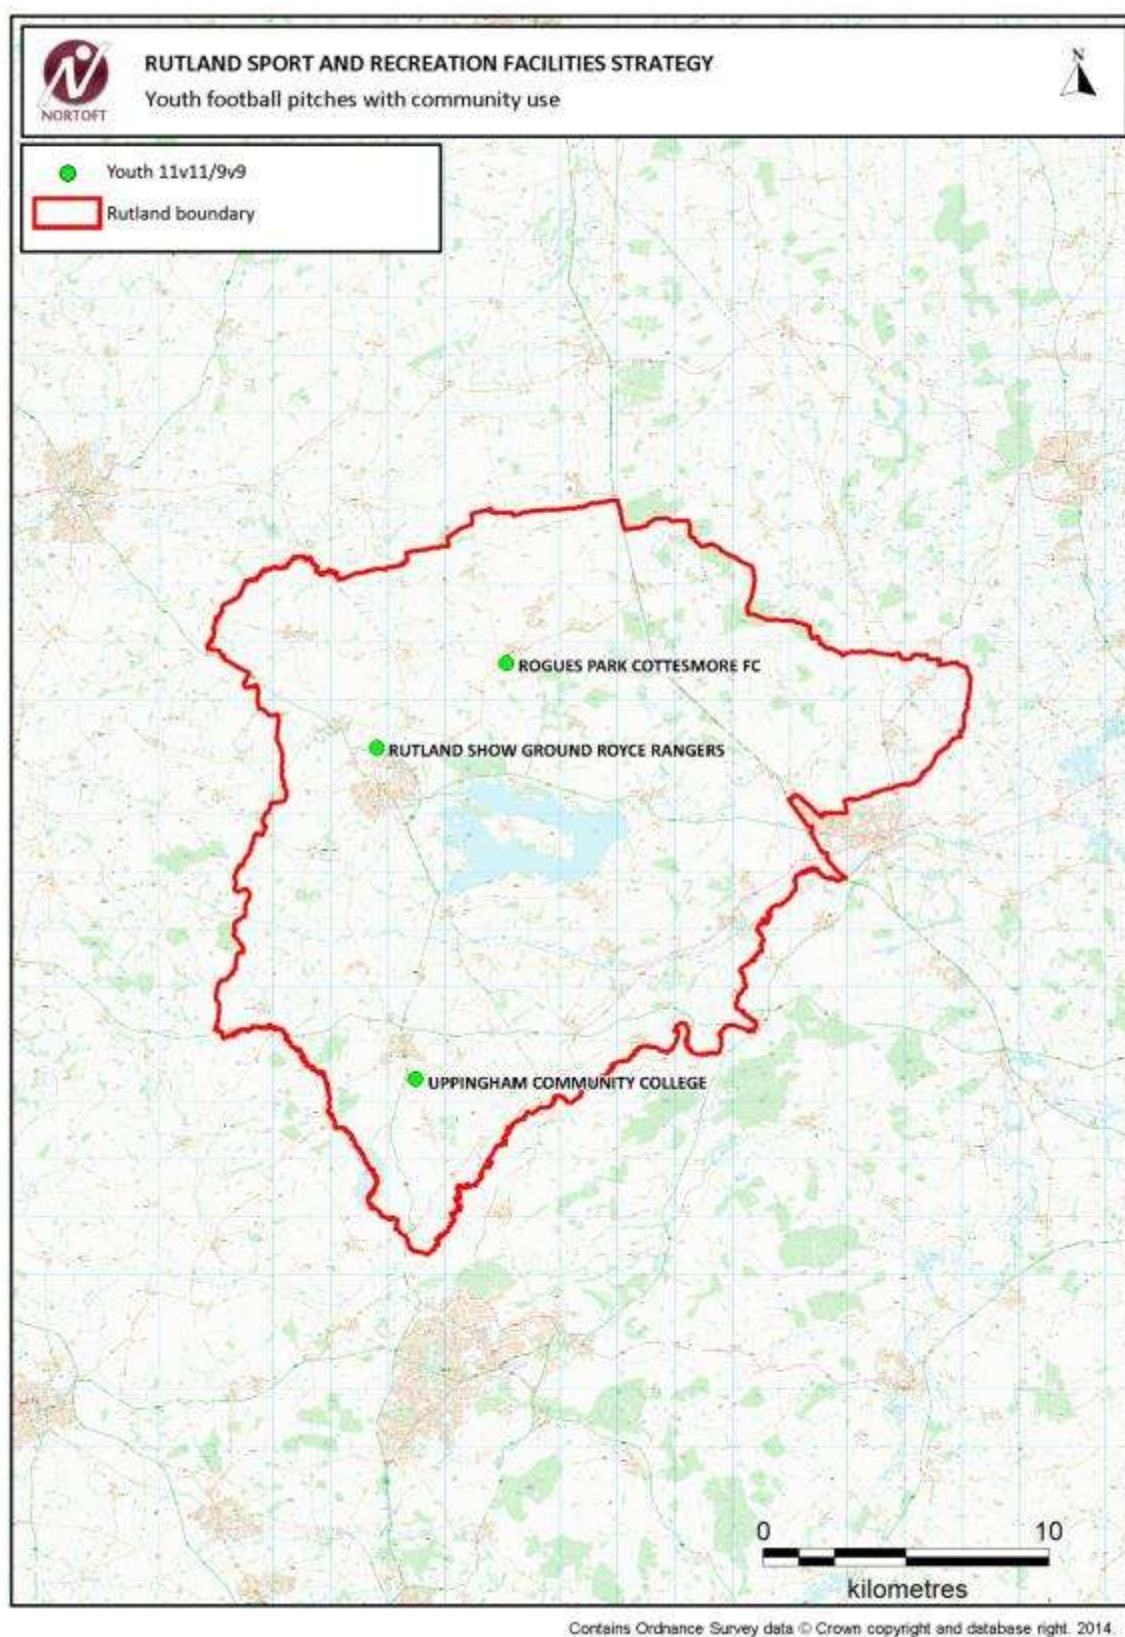 RUTLAND SPORT AND RECREATION FACILITIES STRATEGY
Youth football pitches with community use
NORTOFT
N
Youth 11v11/9v9
Rutland boundary
ROGUES PARK COTTESMORE FC
RUTLAND SHOW GROUND ROYCE RANGERS
UPPINGHAM COMMUNITY COLLEGE
0 10
kilometres
Contains Ordnance Survey data © Crown copyright and database right. 2014.